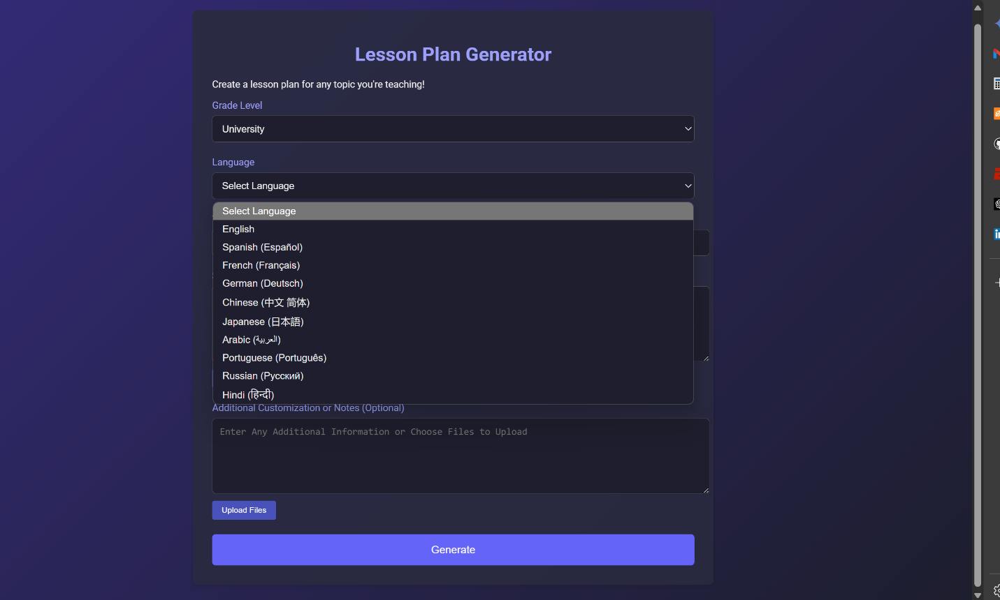 Lesson Plan Generator
Create a lesson plan for any topic you're teaching!
Grade Level
University
Language
Select Language
Select Language
English
Spanish (Español)
French (Français)
German (Deutsch)
Chinese (中文 简体)
Japanese (日本語)
Arabic (العربية)
Portuguese (Português)
Russian (Русский)
Hindi (हिन्दी)
Additional Customization or Notes (Optional)
Enter Any Additional Information or Choose Files to Upload
Upload Files
Generate